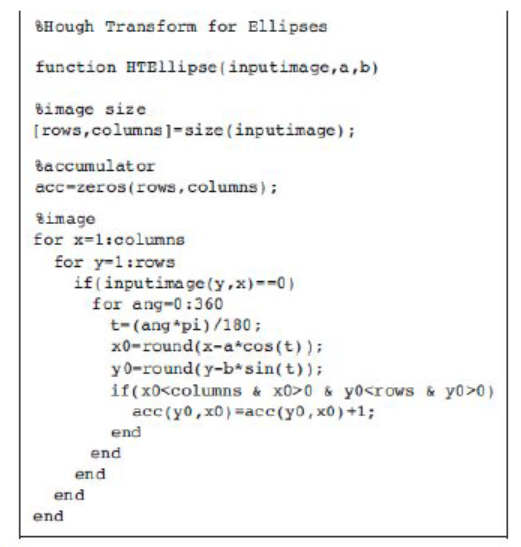 %Hough Transform for Ellipses
function HTEllipse(inputimage,a,b)
%image size
[rows,columns]=size(inputimage);
%accumulator
acc=zeros(rows,columns);
%image
for x=1:columns
for y=1:rows
if(inputimage(y,x)==0)
for ang=0:360
t=(ang*pi)/180;
x0=round(x-a*cos(t));
y0=round(y-b*sin(t));
if(x0<columns & x0>0 & y0<rows & y0>0)
acc(y0,x0)=acc(y0,x0)+1;
end
end
end
end
end